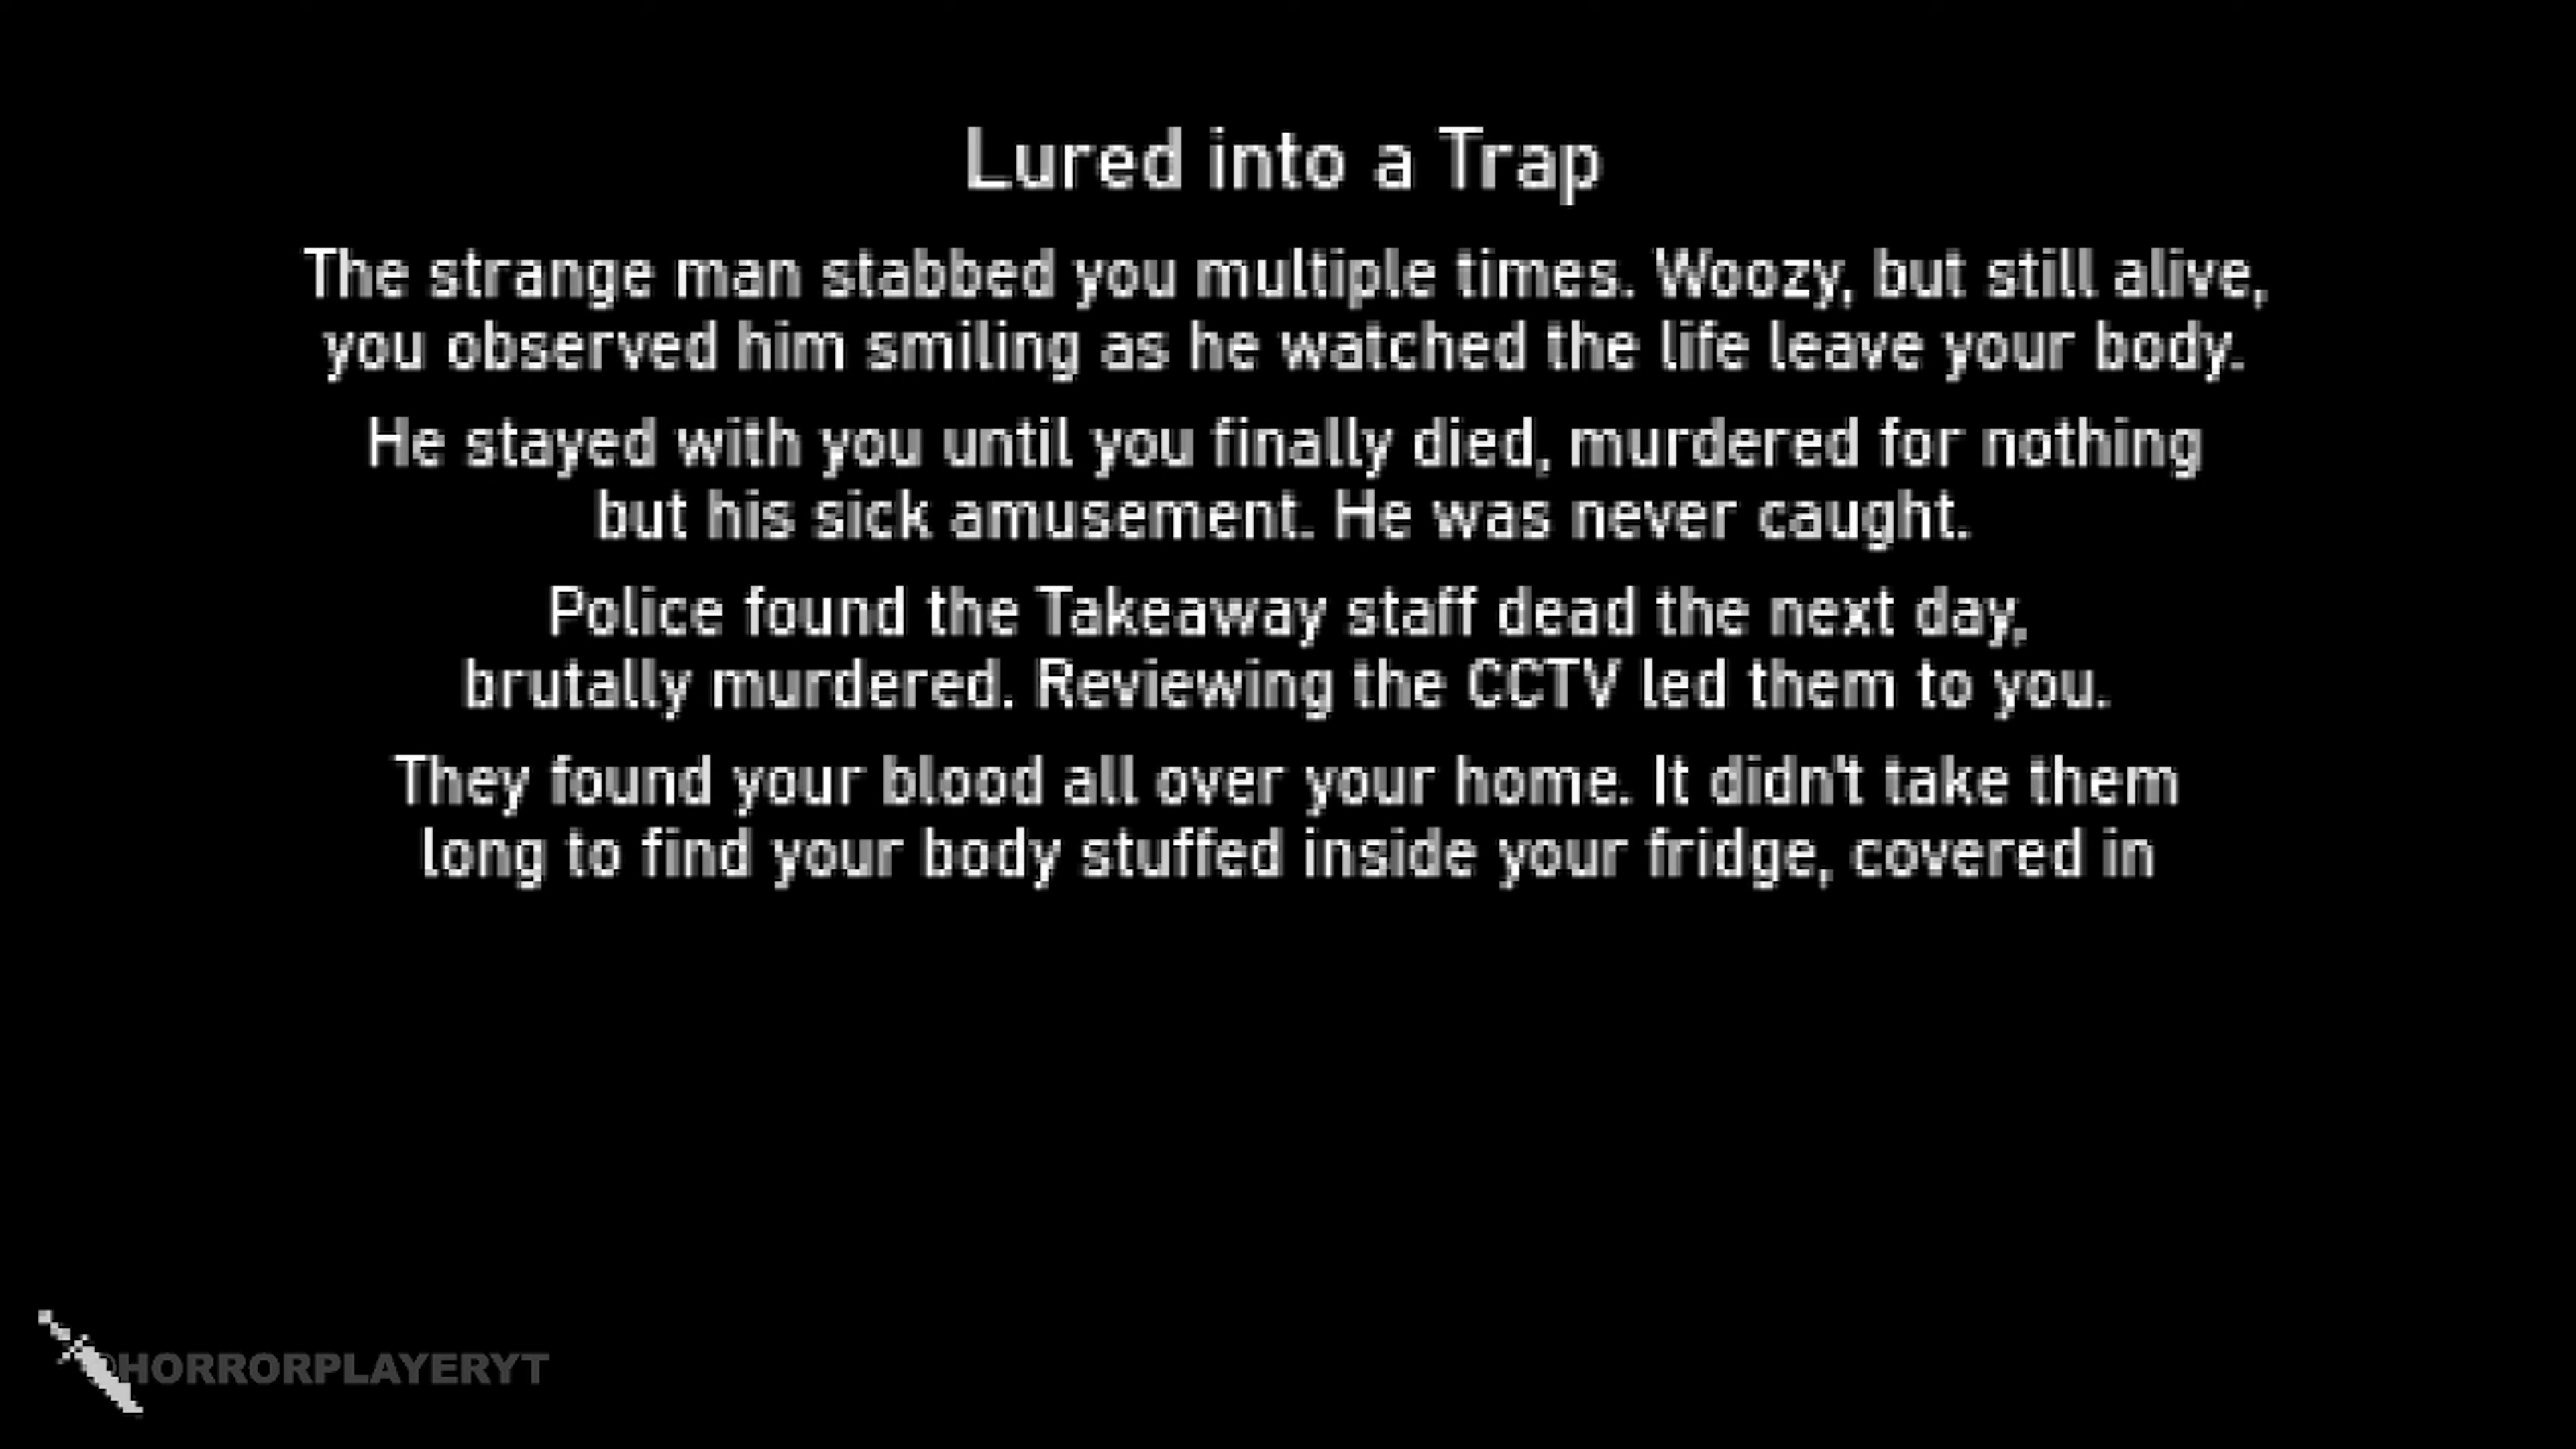 Lured into a Trap
The strange man stabbed you multiple times. Woozy, but still alive,
you observed him smiling as he watched the life leave your body.
He stayed with you until you finally died, murdered for nothing
but his sick amusement. He was never caught.
Police found the Takeaway staff dead the next day,
brutally murdered. Reviewing the CCTV led them to you.
They found your blood all over your home. It didn't take them
long to find your body stuffed inside your fridge, covered in
@HORRORPLAYERYT